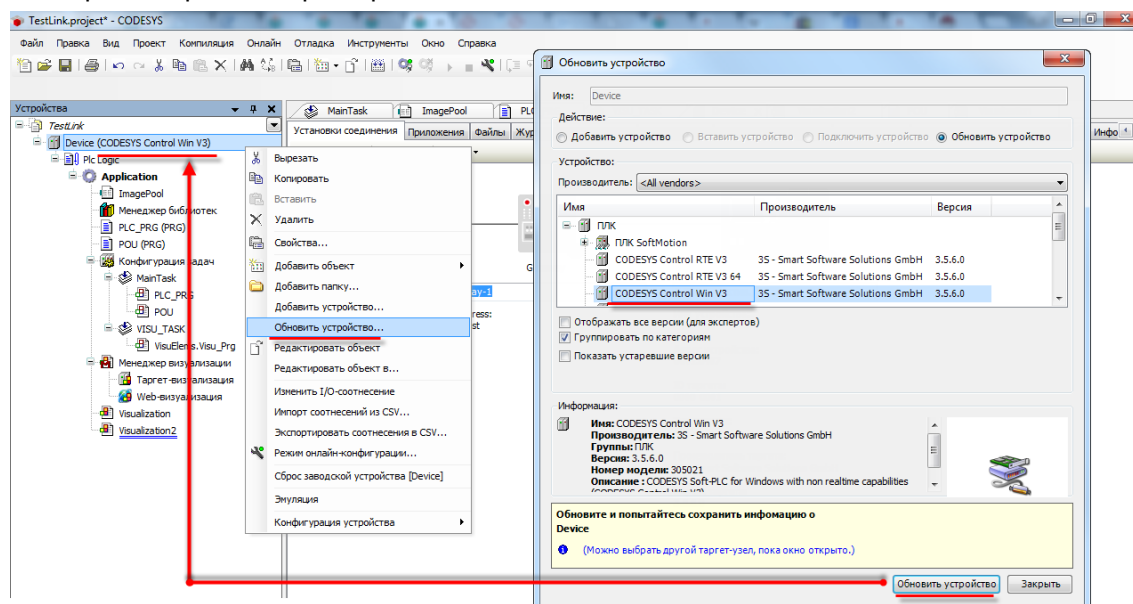 TestLink.project* - CODESYS
Файл Правка Вид Проект Компиляция Онлайн Отладка Инструменты Окно Справка
Устройства
TestLink
Device (CODESYS Control Win V3)
Plc Logic
Application
ImagePool
Менеджер библиотек
PLC_PRG (PRG)
POU (PRG)
Конфигурация задач
MainTask
PLC_PRG
POU
VISU_TASK
VisuElems.Visu_Prg
Менеджер визуализации
Таргет-визуализация
Web-визуализация
Visualization
Visualization2
MainTask ImagePool PL
Установки соединения Приложения Файлы Жур
Инфо
ay-1
ress:
st
Вырезать
Копировать
Вставить
Удалить
Свойства...
Добавить объект
Добавить папку...
Добавить устройство...
Обновить устройство...
Редактировать объект
Редактировать объект в...
Изменить I/O-соотнесение
Импорт соотнесений из CSV...
Экспортировать соотнесения в CSV...
Режим онлайн-конфигурации...
Сброс заводской устройства [Device]
Эмуляция
Конфигурация устройства
Обновить устройство
Имя: Device
Действие:
Добавить устройство Вставить устройство Подключить устройство Обновить устройство
Устройство:
Производитель: <All vendors>
Имя Производитель Версия
ПЛК
ПЛК SoftMotion
CODESYS Control RTE V3 3S - Smart Software Solutions GmbH 3.5.6.0
CODESYS Control RTE V3 64 3S - Smart Software Solutions GmbH 3.5.6.0
CODESYS Control Win V3 3S - Smart Software Solutions GmbH 3.5.6.0
Отображать все версии (для экспертов)
Группировать по категориям
Показать устаревшие версии
Информация:
Имя: CODESYS Control Win V3
Производитель: 3S - Smart Software Solutions GmbH
Группы: ПЛК
Версия: 3.5.6.0
Номер модели: 305021
Описание : CODESYS Soft-PLC for Windows with non realtime capabilities
(CODESYS Control Win V3)
Обновите и попытайтесь сохранить инфомацию о
Device
(Можно выбрать другой таргет-узел, пока окно открыто.)
Обновить устройство Закрыть